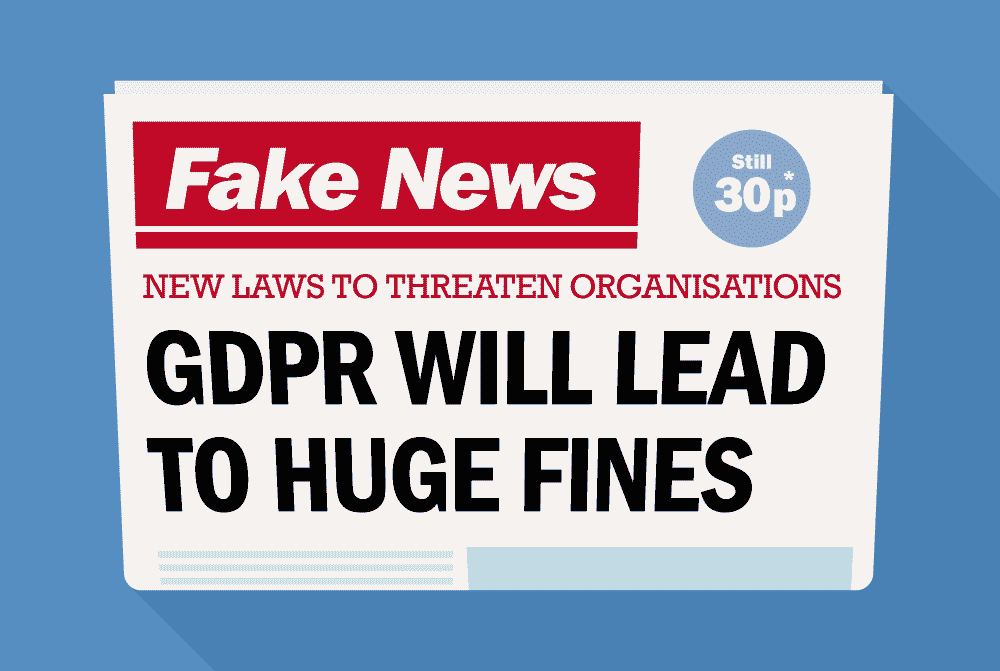 Fake News
Still
30p*
NEW LAWS TO THREATEN ORGANISATIONS
GDPR WILL LEAD
TO HUGE FINES